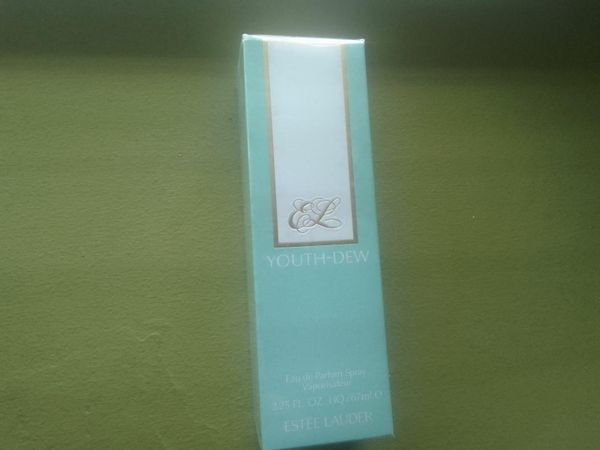 EL
YOUTH-DEW
Eau de Parfum Spray
Vaporisateur
2.25 FL. OZ. LIQ./67ml ℮
ESTĒE LAUDER